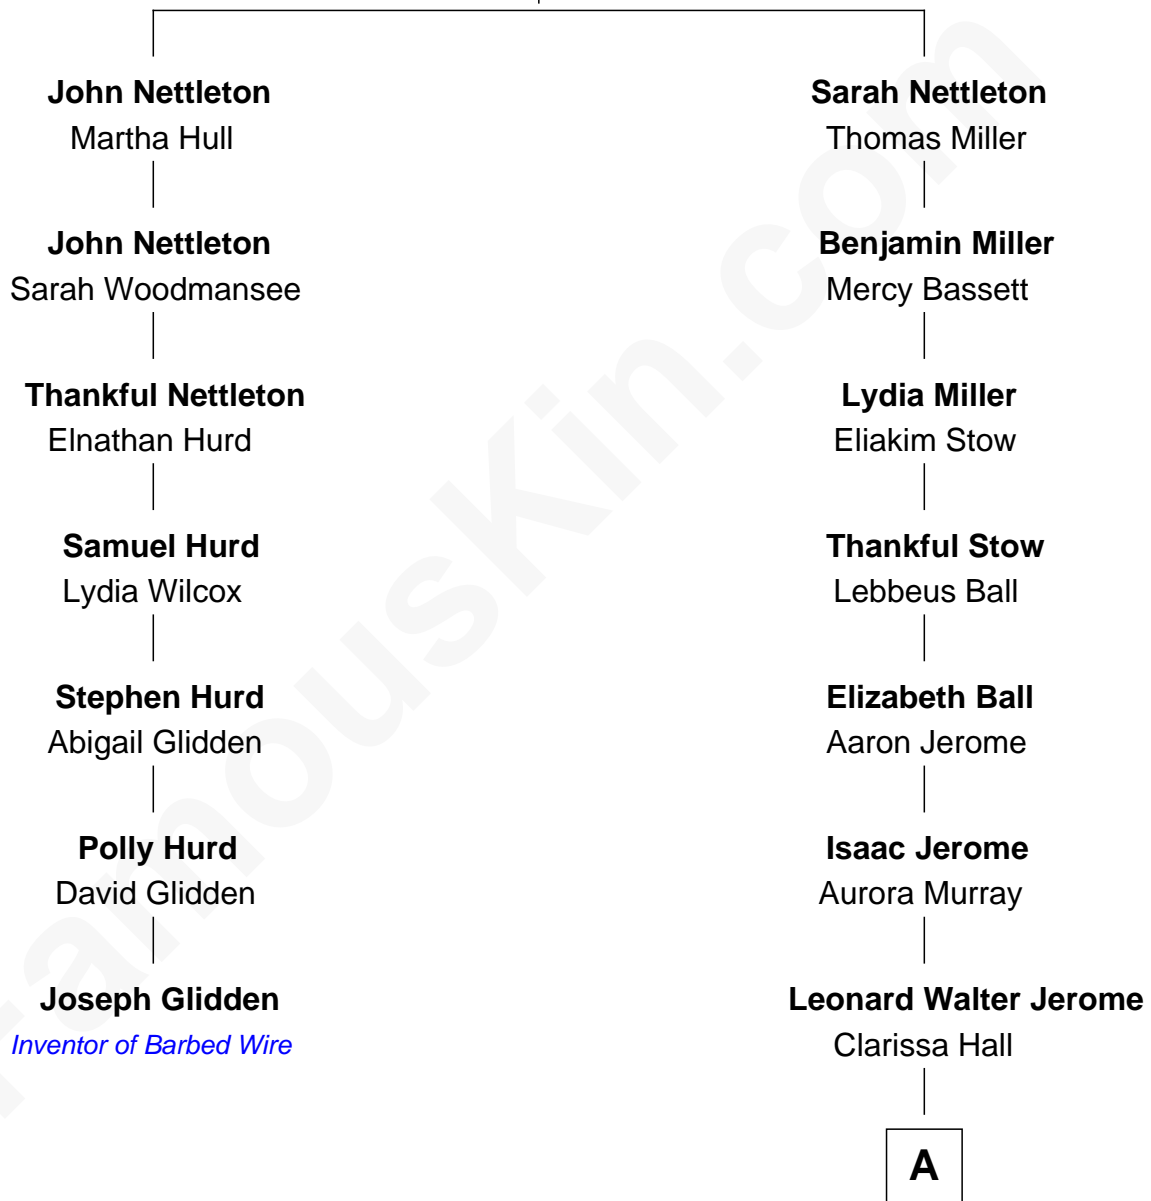 John Nettleton
Martha Hull
John Nettleton
Sarah Woodmansee
Thankful Nettleton
Elnathan Hurd
Samuel Hurd
Lydia Wilcox
Stephen Hurd
Abigail Glidden
Polly Hurd
David Glidden
Joseph Glidden
Inventor of Barbed Wire
Sarah Nettleton
Thomas Miller
Benjamin Miller
Mercy Bassett
Lydia Miller
Eliakim Stow
Thankful Stow
Lebbeus Ball
Elizabeth Ball
Aaron Jerome
Isaac Jerome
Aurora Murray
Leonard Walter Jerome
Clarissa Hall
A
FamousKin.com